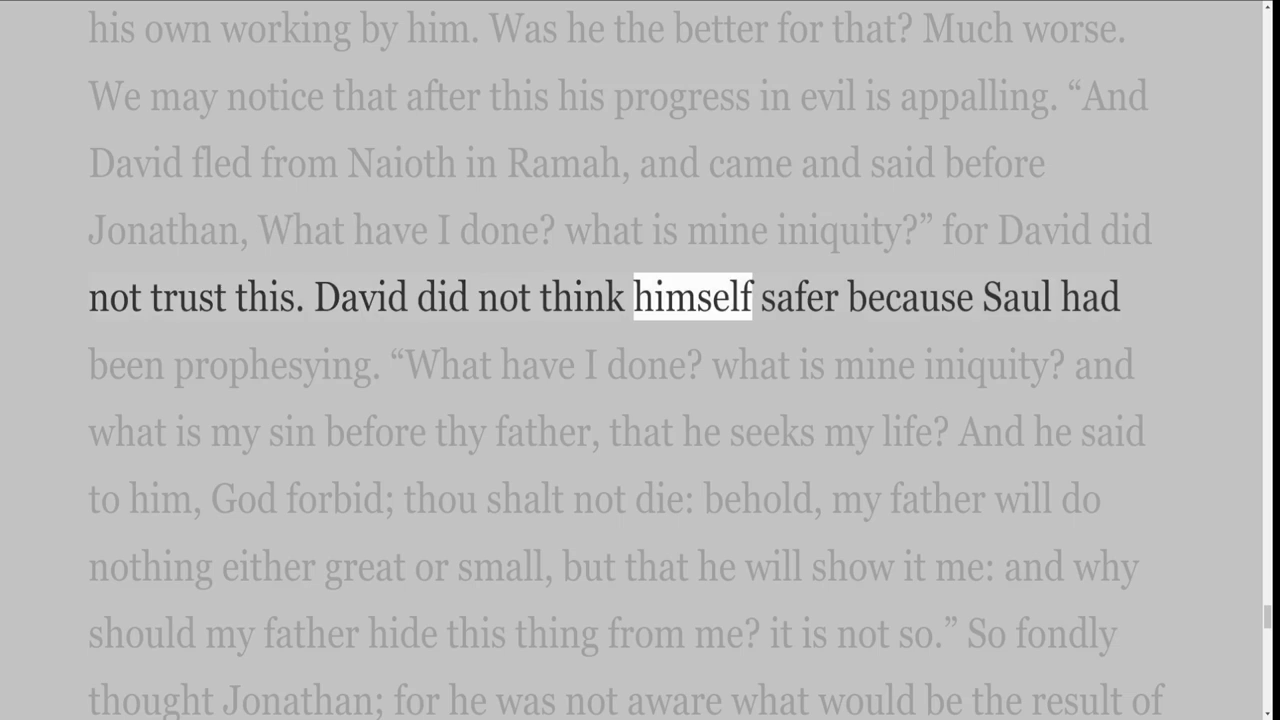 his own working by him. Was he the better for that? Much worse.
We may notice that after this his progress in evil is appalling. “And
David fled from Naioth in Ramah, and came and said before
Jonathan, What have I done? what is mine iniquity?” for David did
not trust this. David did not think himself safer because Saul had
been prophesying. “What have I done? what is mine iniquity? and
what is my sin before thy father, that he seeks my life? And he said
to him, God forbid; thou shalt not die: behold, my father will do
nothing either great or small, but that he will show it me: and why
should my father hide this thing from me? it is not so.” So fondly
thought Jonathan; for he was not aware what would be the result of